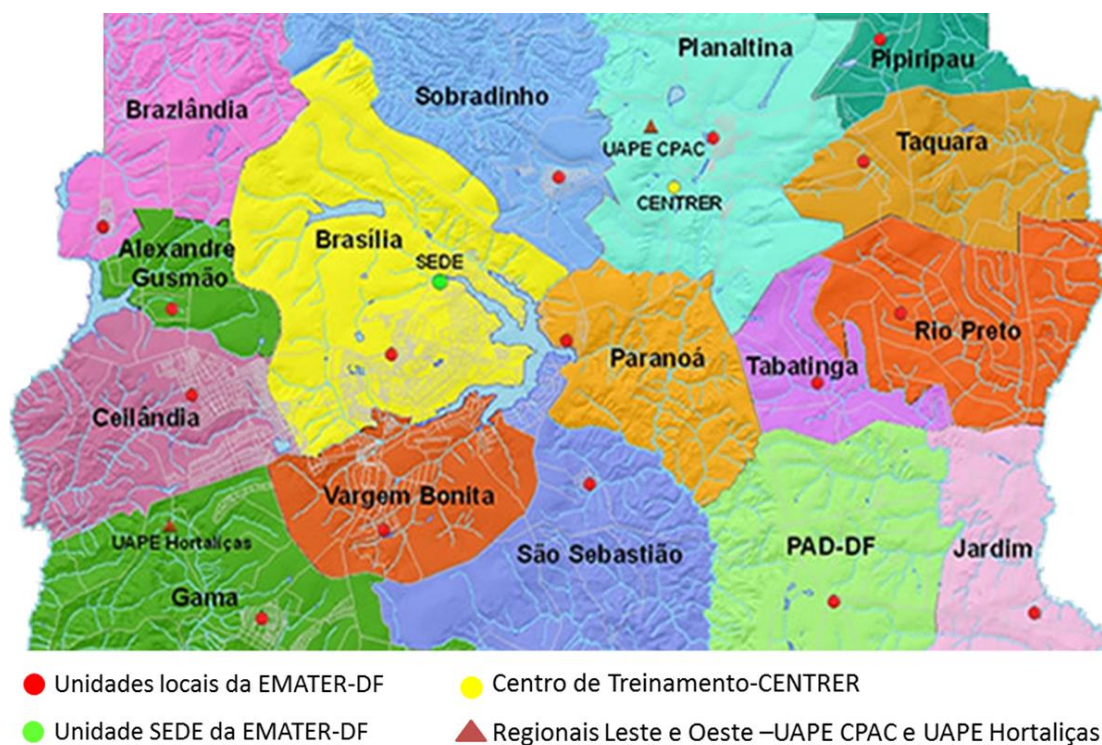 Planaltina
Pipiripau
Sobradinho
Brazlândia
Taquara
UAPE CPAC
CENTRER
Brasília
Alexandre
Gusmão
SEDE
Rio Preto
Paranoá
Tabatinga
Ceilândia
Vargem Bonita
São Sebastião
PAD-DF
Jardim
UAPE Hortaliças
Gama
Unidades locais da EMATER-DF
Centro de Treinamento-CENTRER
Unidade SEDE da EMATER-DF
Regionais Leste e Oeste –UAPE CPAC e UAPE Hortaliças